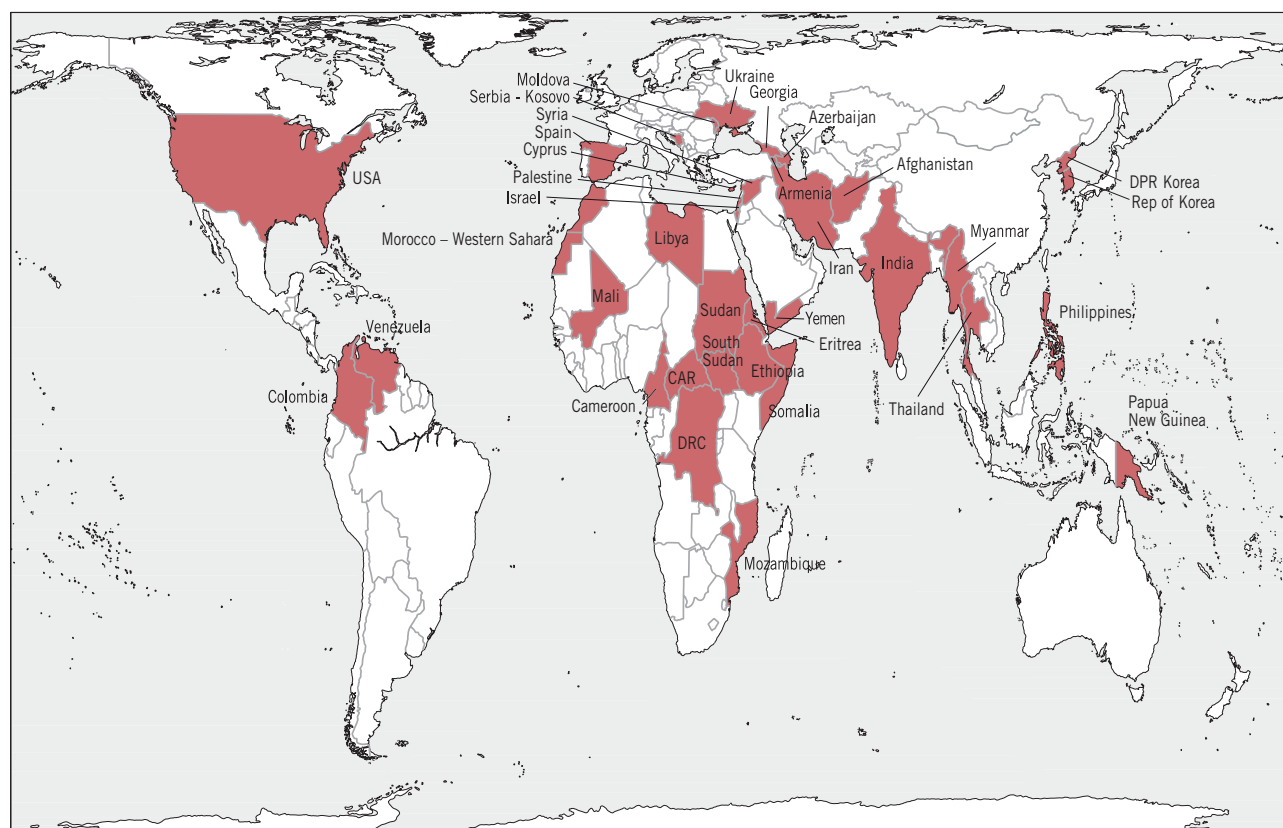 Moldova
Ukraine
Serbia - Kosovo
Georgia
Syria
Azerbaijan
Spain
Cyprus
Afghanistan
USA
Palestine
Armenia
DPR Korea
Israel
Rep of Korea
Morocco – Western Sahara
Libya
Myanmar
India
Iran
Mali
Sudan
Yemen
Philippines
Venezuela
Eritrea
South
Sudan
Ethiopia
CAR
Colombia
Cameroon
Somalia
Thailand
Papua
New Guinea
DRC
Mozambique